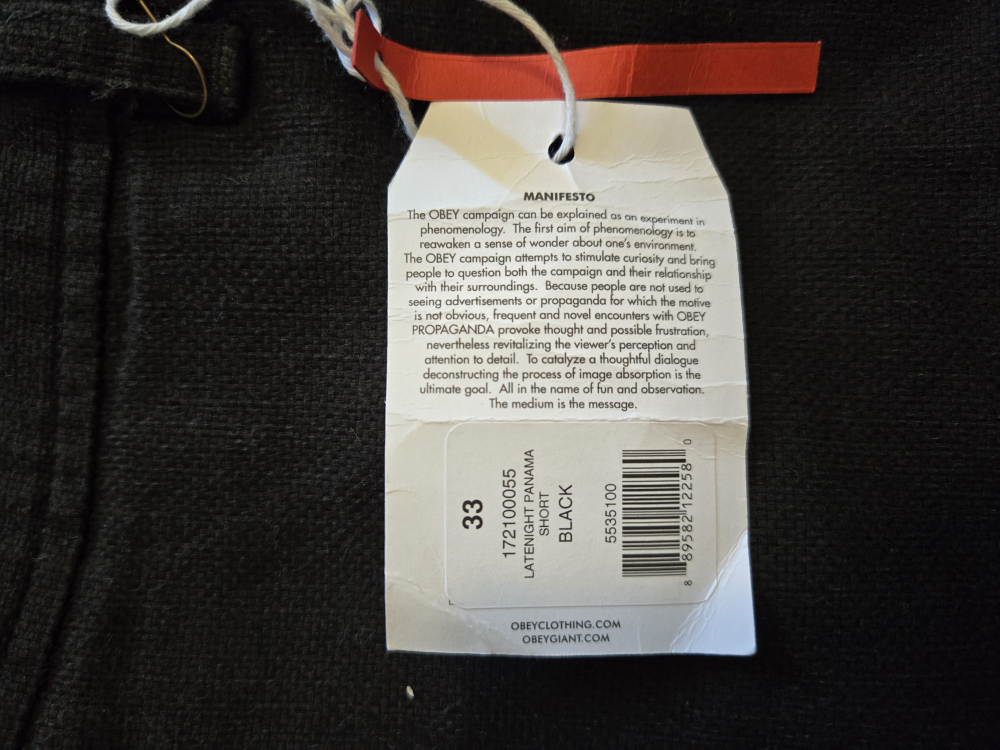 MANIFESTO
The OBEY campaign can be explained as an experiment in
phenomenology. The first aim of phenomenology is to
reawaken a sense of wonder about one's environment.
The OBEY campaign attempts to stimulate curiosity and bring
people to question both the campaign and their relationship
with their surroundings. Because people are not used to
seeing advertisements or propaganda for which the motive
is not obvious, frequent and novel encounters with OBEY
PROPAGANDA provoke thought and possible frustration,
nevertheless revitalizing the viewer's perception and
attention to detail. To catalyze a thoughtful dialogue
deconstructing the process of image absorption is the
ultimate goal. All in the name of fun and observation.
The medium is the message.
33
172100055
LATENIGHT PANAMA
SHORT
BLACK
5535100
8 89582 12258 0
OBEYCLOTHING.COM
OBEYGIANT.COM